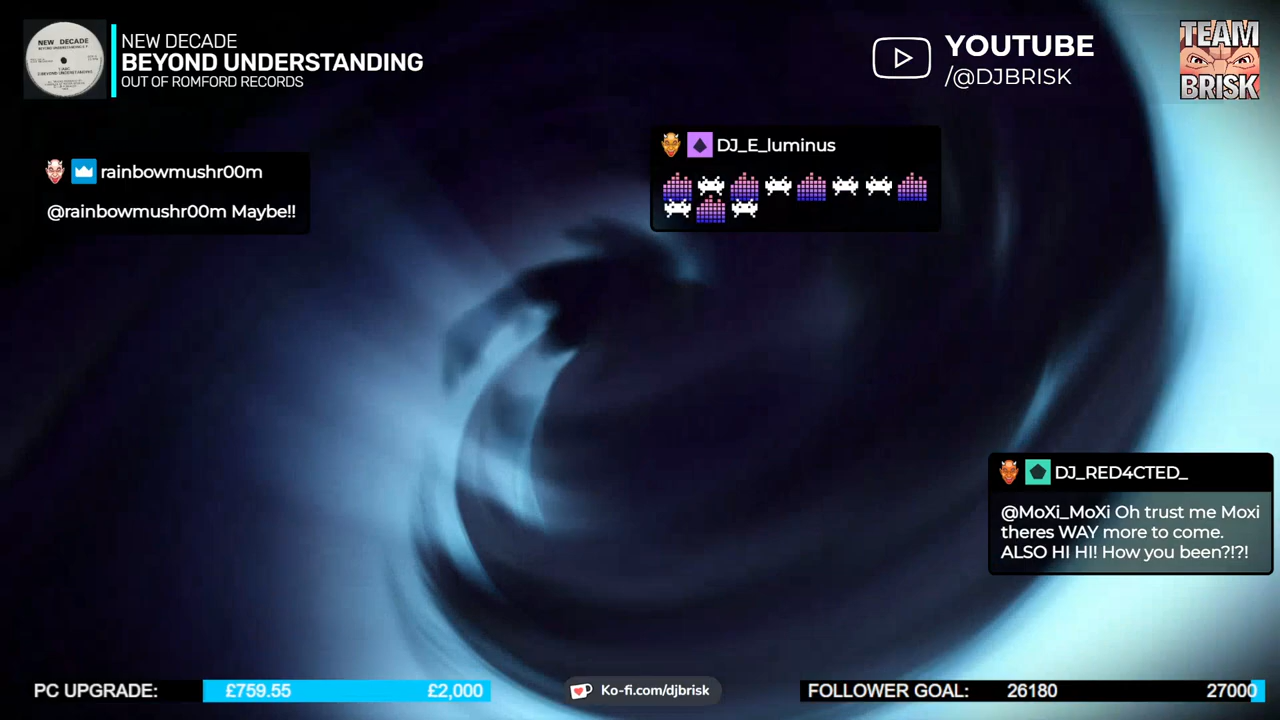 NEW DECADE
BEYOND UNDERSTANDING
OUT OF ROMFORD RECORDS
NEW DECADE
YOUTUBE
/@DJBRISK
TEAM
BRISK
rainbowmushr00m
@rainbowmushr00m Maybe!!
DJ_E_luminus
DJ_RED4CTED_
@MoXi_MoXi Oh trust me Moxi
theres WAY more to come.
ALSO HI HI! How you been?!?!
PC UPGRADE: £759.55 £2,000
Ko-fi.com/djbrisk
FOLLOWER GOAL: 26180 27000